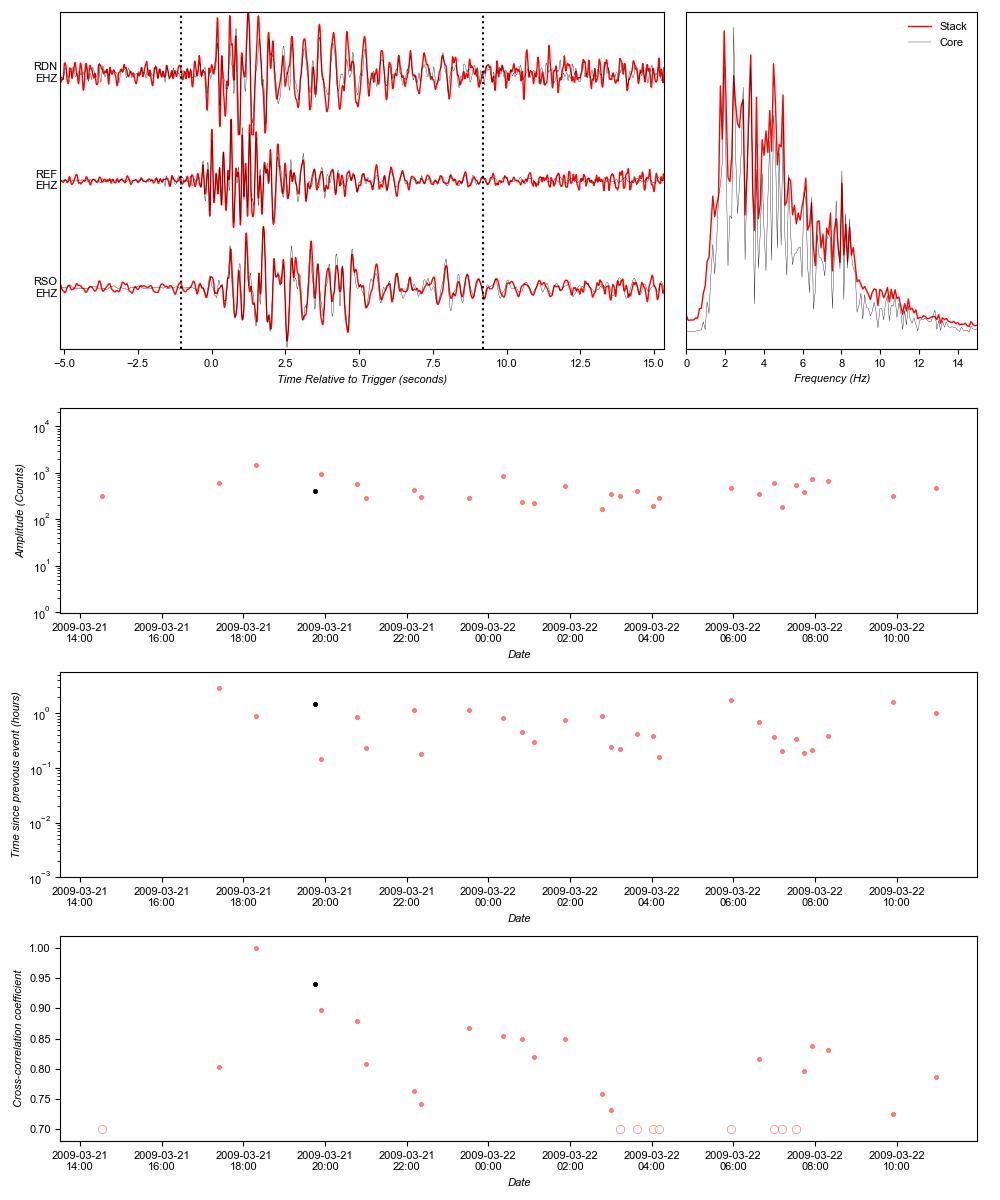 Stack
Core
RDN
EHZ
REF
EHZ
RSO
EHZ
−5.0 −2.5 0.0 2.5 5.0 7.5 10.0 12.5 15.0
Time Relative to Trigger (seconds)
0 2 4 6 8 10 12 14
Frequency (Hz)
Amplitude (Counts)
10⁴
10³
10²
10¹
10⁰
2009-03-21 2009-03-21 2009-03-21 2009-03-21 2009-03-21 2009-03-22 2009-03-22 2009-03-22 2009-03-22 2009-03-22 2009-03-22
14:00 16:00 18:00 20:00 22:00 00:00 02:00 04:00 06:00 08:00 10:00
Date
Time since previous event (hours)
10⁰
10⁻¹
10⁻²
10⁻³
2009-03-21 2009-03-21 2009-03-21 2009-03-21 2009-03-21 2009-03-22 2009-03-22 2009-03-22 2009-03-22 2009-03-22 2009-03-22
14:00 16:00 18:00 20:00 22:00 00:00 02:00 04:00 06:00 08:00 10:00
Date
Cross-correlation coefficient
1.00
0.95
0.90
0.85
0.80
0.75
0.70
2009-03-21 2009-03-21 2009-03-21 2009-03-21 2009-03-21 2009-03-22 2009-03-22 2009-03-22 2009-03-22 2009-03-22 2009-03-22
14:00 16:00 18:00 20:00 22:00 00:00 02:00 04:00 06:00 08:00 10:00
Date